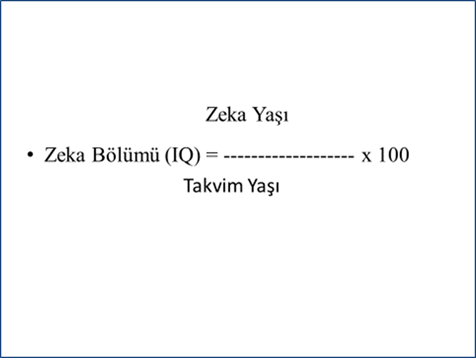 Zeka Yaşı
• Zeka Bölümü (IQ) = ------------------- x 100
Takvim Yaşı